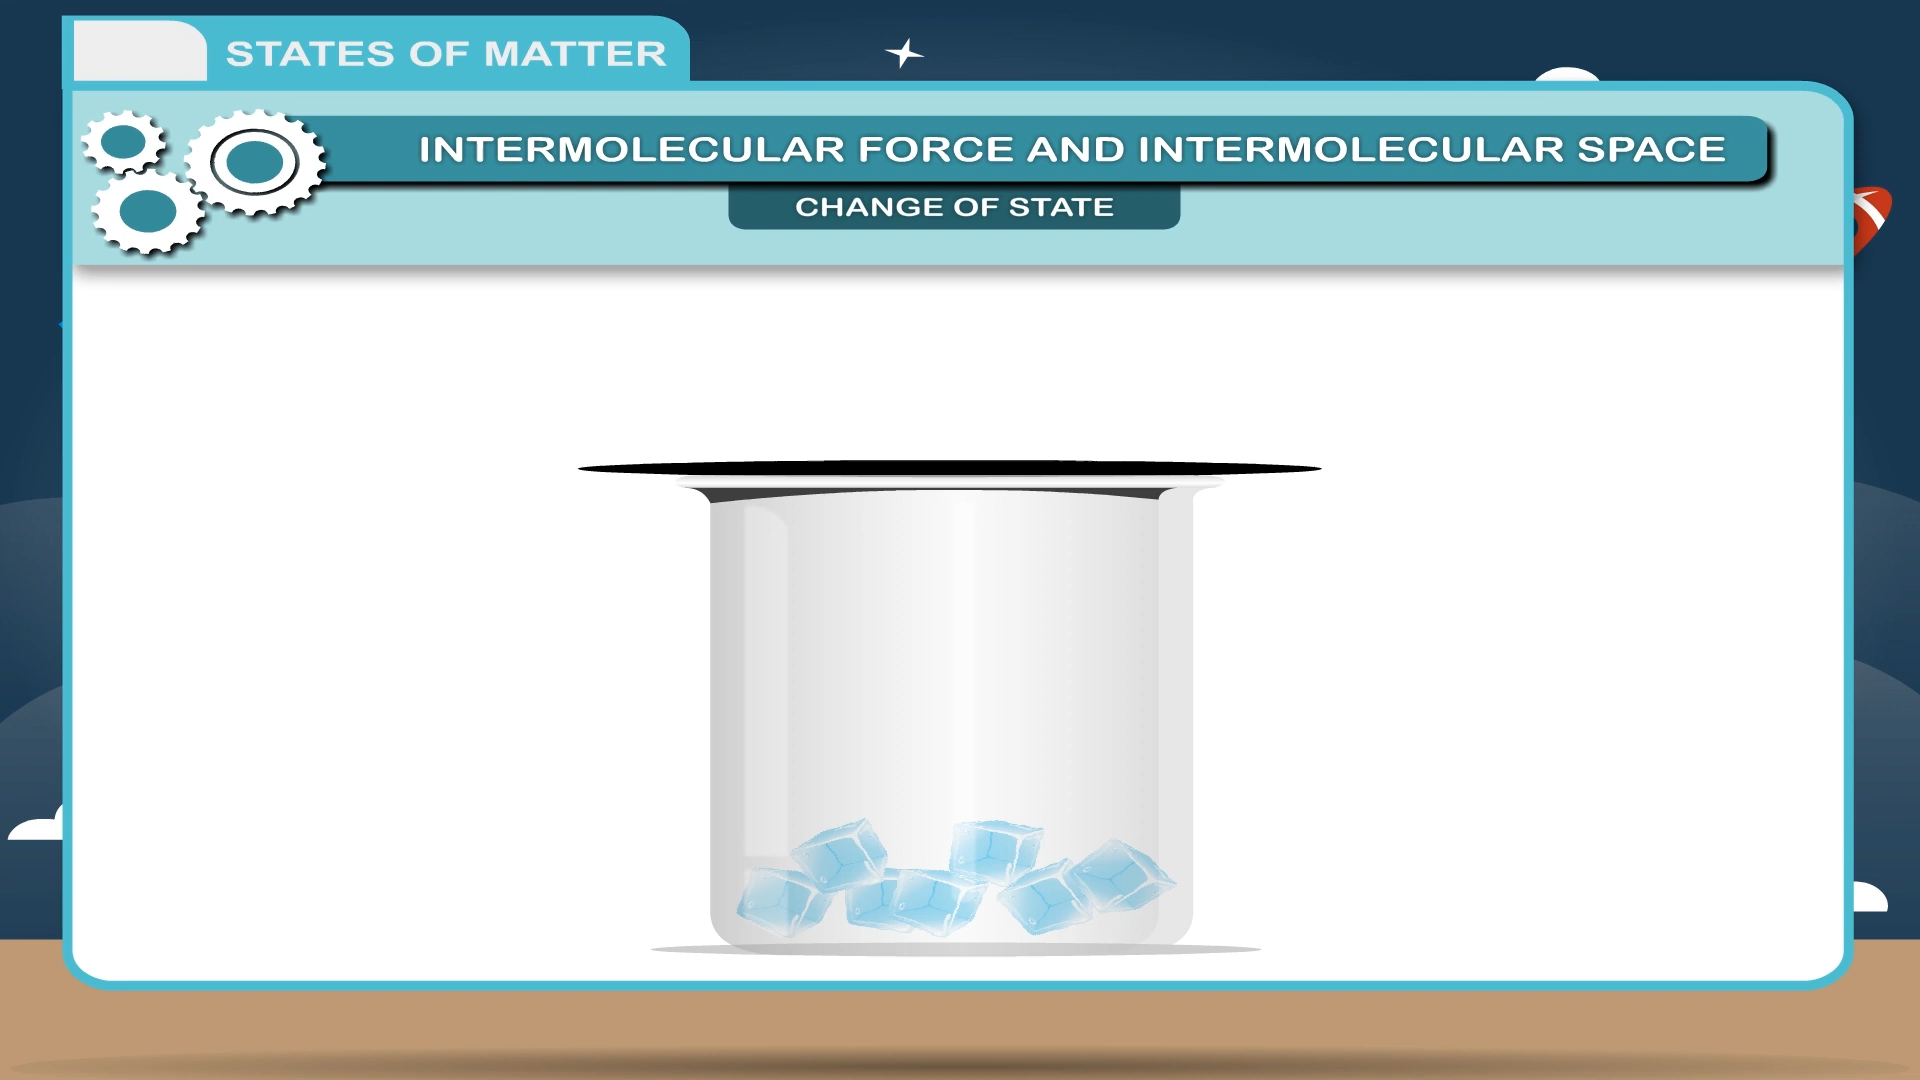 STATES OF MATTER
INTERMOLECULAR FORCE AND INTERMOLECULAR SPACE
CHANGE OF STATE